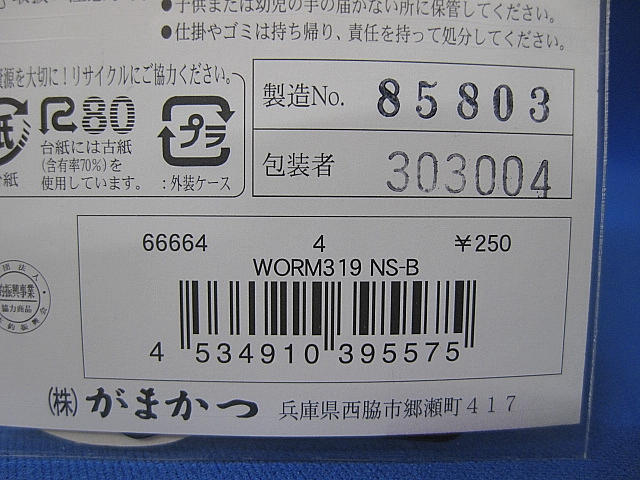 ●子供または幼児の手の届かない所に保管してください。
●仕掛やゴミは持ち帰り、責任を持って処分してください。
資源を大切に!リサイクルにご協力ください。
紙
R80
台紙には古紙
(含有率70%)を
使用しています。
プラ
:外装ケース
製造No. 85803
包装者 303004
66664 4 ¥250
WORM319 NS-B
4 534910 395575
協力商品
(株)がまかつ 兵庫県西脇市郷瀬町417